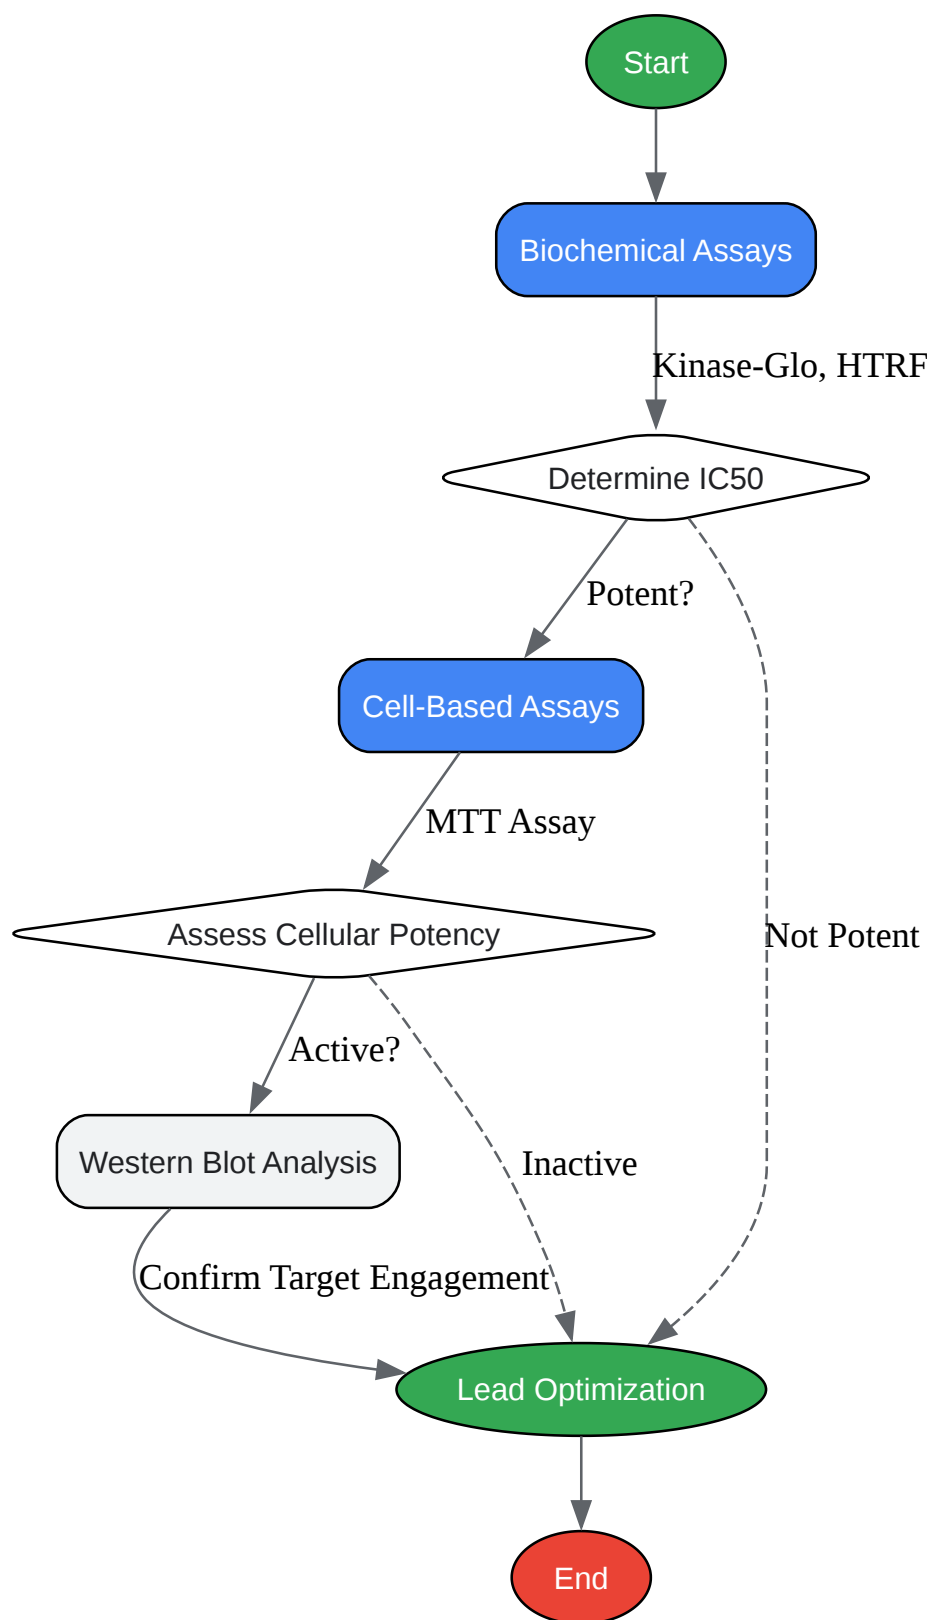 Start
Biochemical Assays
Kinase-Glo, HTRF
Determine IC50
Potent?
Cell-Based Assays
MTT Assay
Assess Cellular Potency
Not Potent
Active?
Western Blot Analysis
Inactive
Confirm Target Engagement
Lead Optimization
End